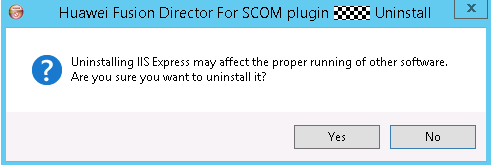 Huawei Fusion Director For SCOM plugin Uninstall
Uninstalling IIS Express may affect the proper running of other software.
Are you sure you want to uninstall it?
Yes No